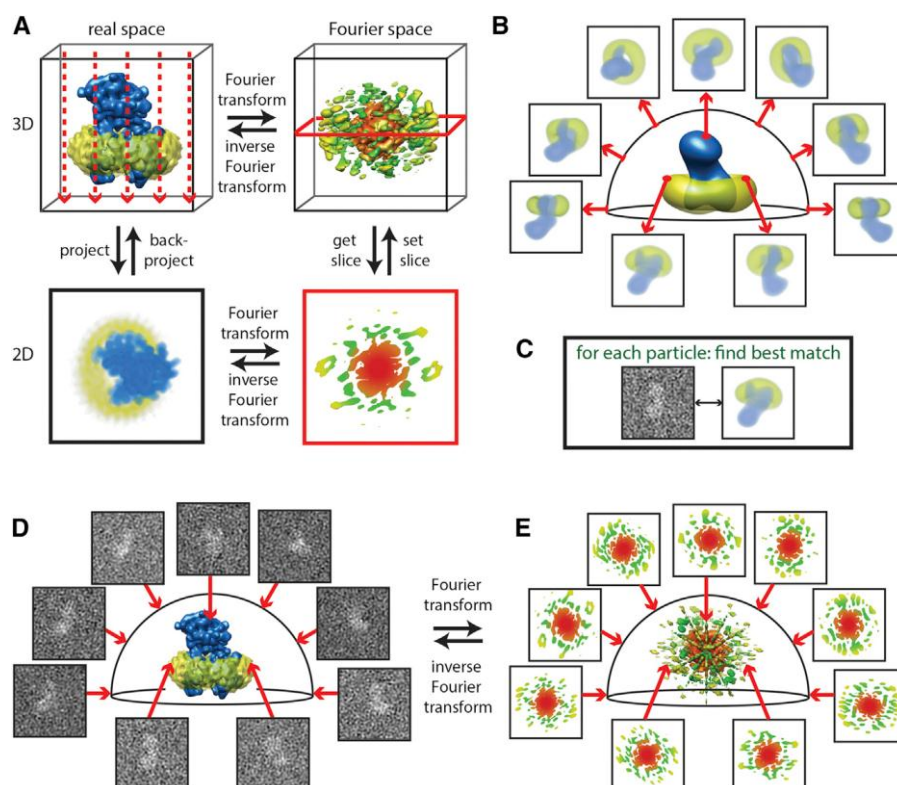 A
real space
Fourier space
3D
Fourier
transform
inverse
Fourier
transform
project
back-
project
get
slice
set
slice
2D
Fourier
transform
inverse
Fourier
transform
B
C
for each particle: find best match
D
Fourier
transform
inverse
Fourier
transform
E